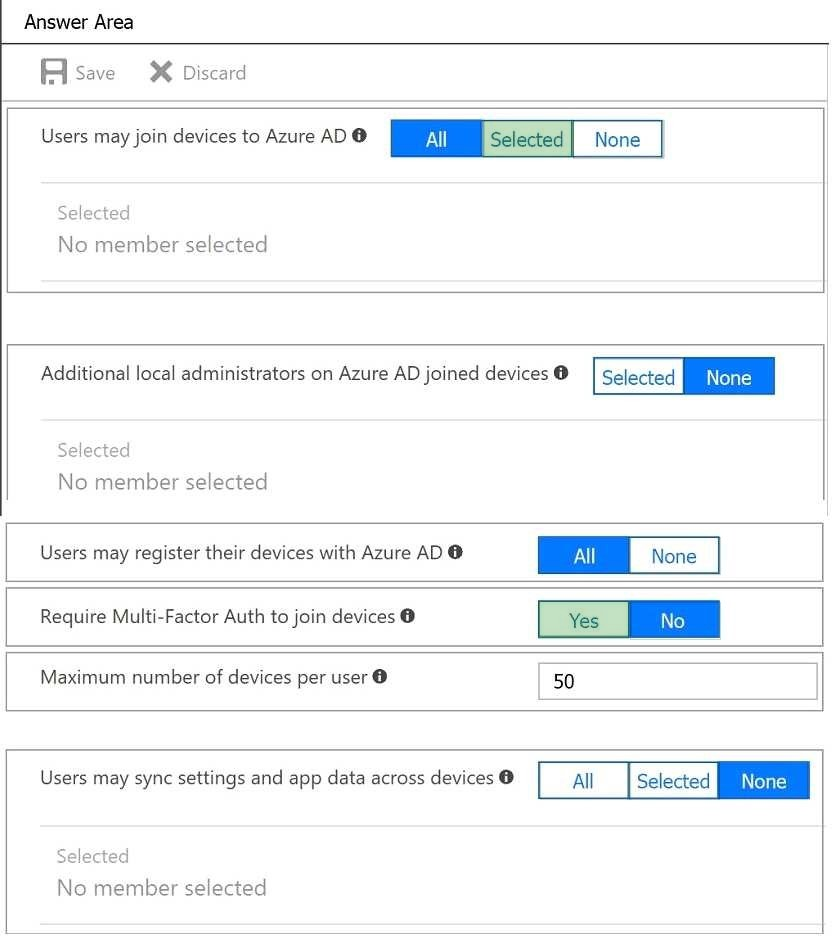 Answer Area
Save Discard
Users may join devices to Azure AD All Selected None
Selected
No member selected
Additional local administrators on Azure AD joined devices Selected None
Selected
No member selected
Users may register their devices with Azure AD All None
Require Multi-Factor Auth to join devices Yes No
Maximum number of devices per user 50
Users may sync settings and app data across devices All Selected None
Selected
No member selected